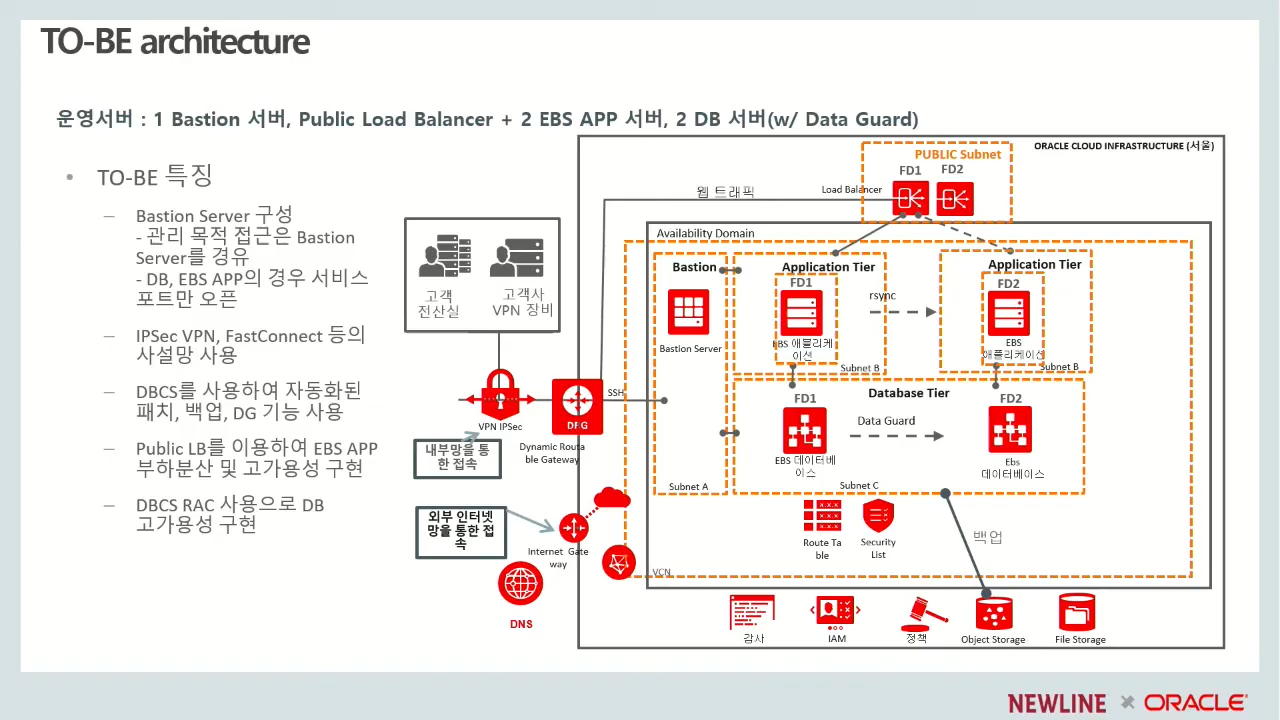 TO-BE architecture
운영서버 : 1 Bastion 서버, Public Load Balancer + 2 EBS APP 서버, 2 DB 서버(w/ Data Guard)
• TO-BE 특징
– Bastion Server 구성
- 관리 목적 접근은 Bastion
Server를 경유
- DB, EBS APP의 경우 서비스
포트만 오픈
– IPSec VPN, FastConnect 등의
사설망 사용
– DBCS를 사용하여 자동화된
패치, 백업, DG 기능 사용
– Public LB를 이용하여 EBS APP
부하분산 및 고가용성 구현
– DBCS RAC 사용으로 DB
고가용성 구현
고객
전산실
고객사
VPN 장비
VPN IPSec
내부망을 통
한 접속
외부 인터넷
망을 통한 접
속
DRG
Dynamic Routa
ble Gateway
Internet Gate
way
DNS
ORACLE CLOUD INFRASTRUCTURE (서울)
PUBLIC Subnet
FD1
FD2
Load Balancer
웹 트래픽
Availability Domain
SSH
Bastion
Bastion Server
Subnet A
Application Tier
FD1
EBS 애플리케
이션
Subnet B
rsync
Application Tier
FD2
EBS
애플리케이션
Subnet B
Database Tier
FD1
EBS 데이터베
이스
Data Guard
FD2
Ebs
데이터베이스
Subnet C
Route Ta
ble
Security
List
백업
VCN
감사
IAM
정책
Object Storage
File Storage
NEWLINE × ORACLE